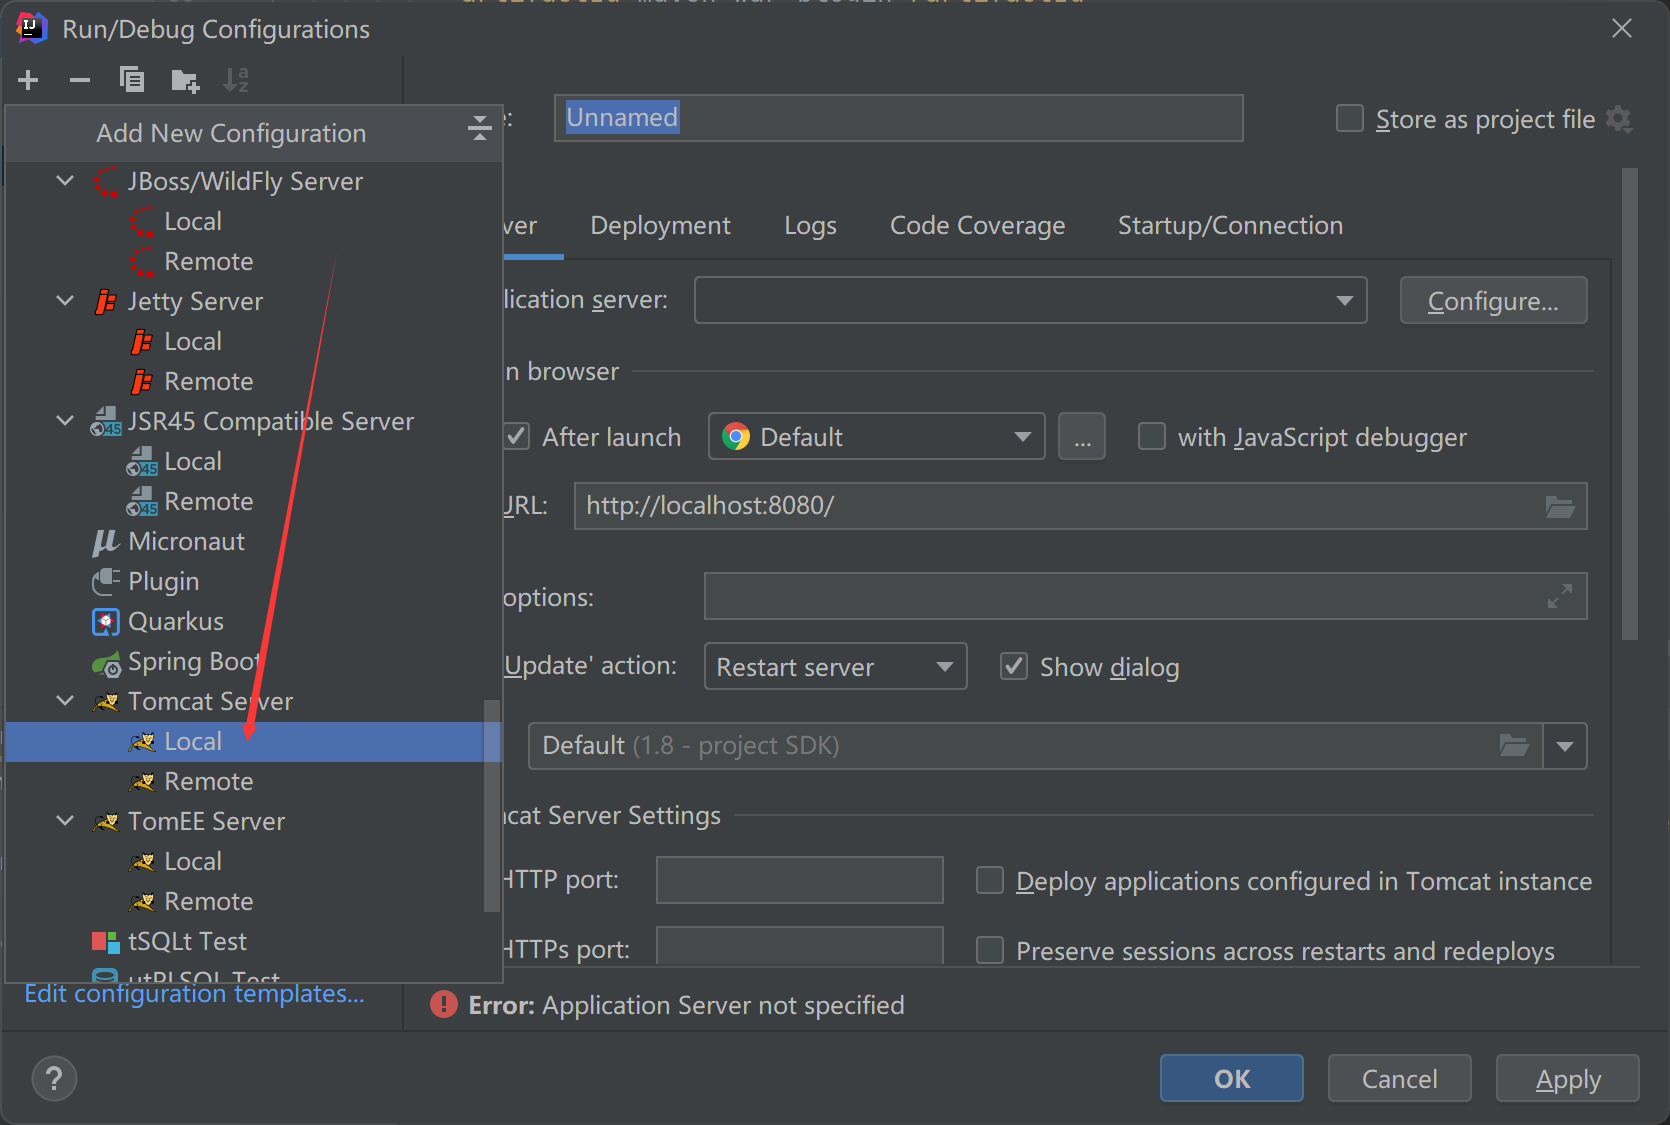 Run/Debug Configurations
Add New Configuration
JBoss/WildFly Server
Local
Remote
Jetty Server
Local
Remote
JSR45 Compatible Server
Local
Remote
Micronaut
Plugin
Quarkus
Spring Boot
Tomcat Server
Local
Remote
TomEE Server
Local
Remote
tSQLt Test
utPLSQL Test
Edit configuration templates...
Unnamed
Store as project file
ver Deployment Logs Code Coverage Startup/Connection
lication server: Configure...
n browser
After launch Default ... with JavaScript debugger
URL: http://localhost:8080/
options:
Update' action: Restart server Show dialog
Default (1.8 - project SDK)
cat Server Settings
HTTP port: Deploy applications configured in Tomcat instance
HTTPs port: Preserve sessions across restarts and redeploys
Error: Application Server not specified
? OK Cancel Apply